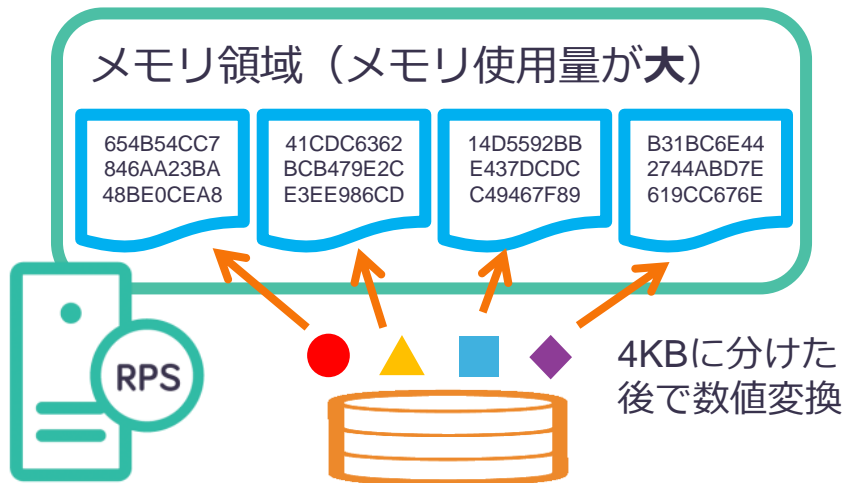 メモリ領域（メモリ使用量が大）
654B54CC7
846AA23BA
48BE0CEA8
41CDC6362
BCB479E2C
E3EE986CD
14D5592BB
E437DCDC
C49467F89
B31BC6E44
2744ABD7E
619CC676E
RPS
4KBに分けた
後で数値変換